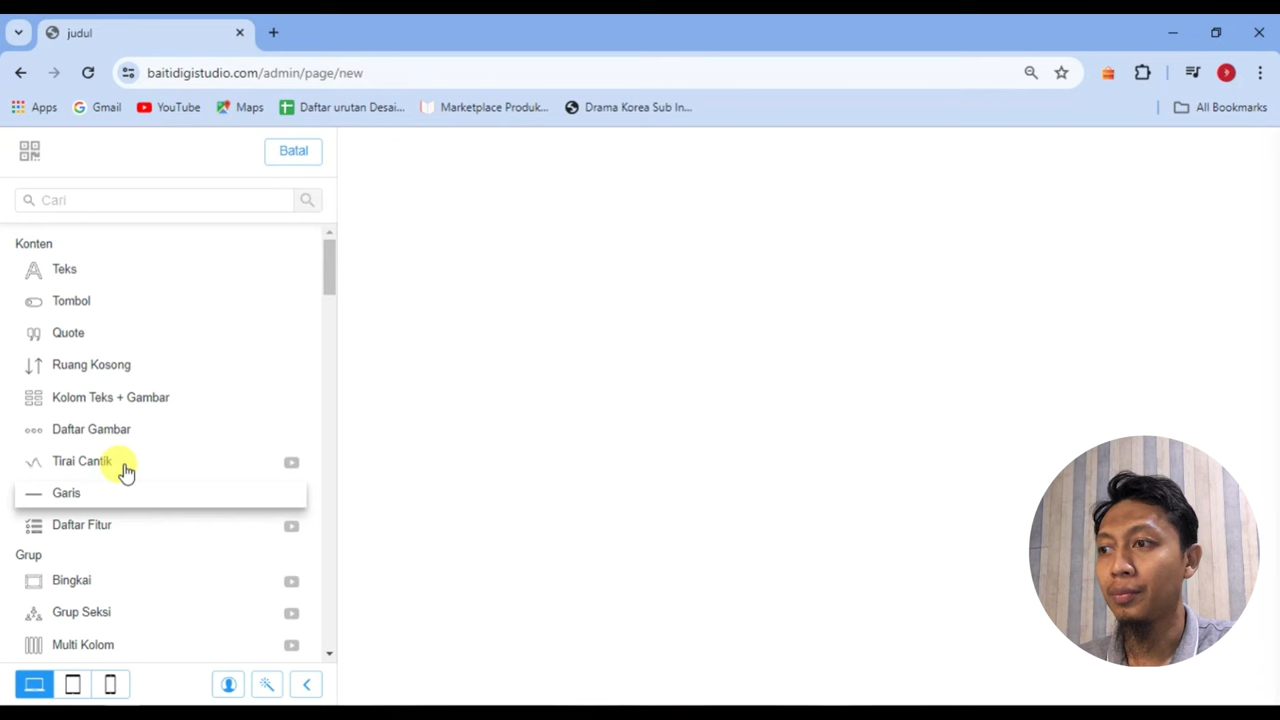 judul
baitidigistudio.com/admin/page/new
Apps Gmail YouTube Maps Daftar urutan Desai... Marketplace Produk... Drama Korea Sub In... All Bookmarks
Batal
Cari
Konten
Teks
Tombol
Quote
Ruang Kosong
Kolom Teks + Gambar
Daftar Gambar
Tirai Cantik
Garis
Daftar Fitur
Grup
Bingkai
Grup Seksi
Multi Kolom